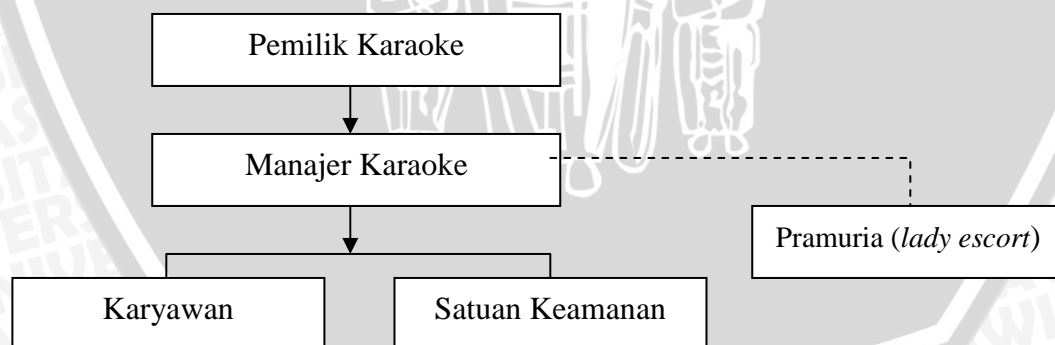 Pemilik Karaoke
Manajer Karaoke
Pramuria (lady escort)
Karyawan
Satuan Keamanan